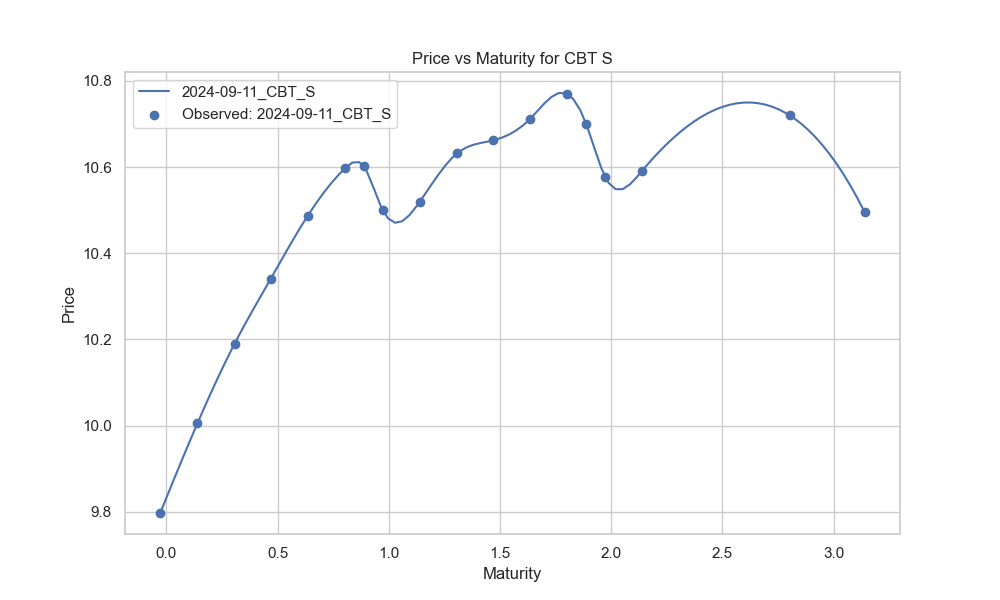 Price vs Maturity for CBT S
2024-09-11_CBT_S
Observed: 2024-09-11_CBT_S
Price
10.8
10.6
10.4
10.2
10.0
9.8
0.0 0.5 1.0 1.5 2.0 2.5 3.0
Maturity